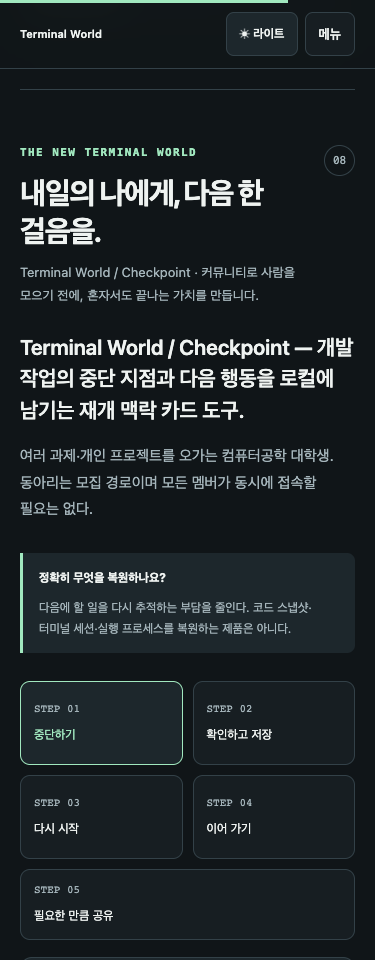 Terminal World
☀ 라이트
메뉴
THE NEW TERMINAL WORLD
08
내일의 나에게, 다음 한
걸음을.
Terminal World / Checkpoint · 커뮤니티로 사람을
모으기 전에, 혼자서도 끝나는 가치를 만듭니다.
Terminal World / Checkpoint — 개발
작업의 중단 지점과 다음 행동을 로컬에
남기는 재개 맥락 카드 도구.
여러 과제·개인 프로젝트를 오가는 컴퓨터공학 대학생.
동아리는 모집 경로이며 모든 멤버가 동시에 접속할
필요는 없다.
정확히 무엇을 복원하나요?
다음에 할 일을 다시 추적하는 부담을 줄인다. 코드 스냅샷·
터미널 세션·실행 프로세스를 복원하는 제품은 아니다.
STEP 01
중단하기
STEP 02
확인하고 저장
STEP 03
다시 시작
STEP 04
이어 가기
STEP 05
필요한 만큼 공유